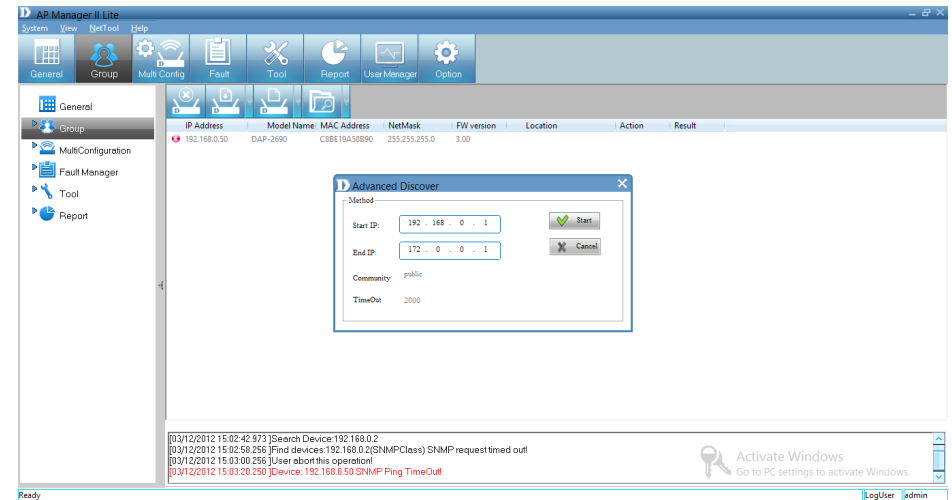 D AP Manager II Lite
System View NetTool Help
General Group Multi Config Fault Tool Report UserManager Option
General
Group
MultiConfiguration
Fault Manager
Tool
Report
IP Address Model Name MAC Address NetMask FW version Location Action Result
192.168.0.50 DAP-2690 C8BE19A58B90 255.255.255.0 3.00
D Advanced Discover
Method
Start IP: 192 . 168 . 0 . 1 Start
End IP: 172 . 0 . 0 . 1 Cancel
Community public
TimeOut 2000
[03/12/2012 15:02:42.973 ]Search Device:192.168.0.2
[03/12/2012 15:02:58.256 ]Find devices:192.168.0.2(SNMPClass) SNMP request timed out!
[03/12/2012 15:03:00.256 ]User abort this operation!
[03/12/2012 15:03:20.250 ]Device: 192.168.0.50 SNMP Ping TimeOut!
Activate Windows
Go to PC settings to activate Windows.
Ready LogUser admin